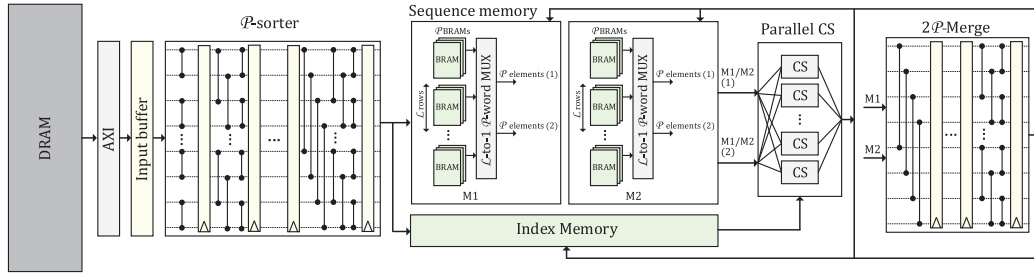 DRAM
AXI
Input buffer
𝒫-sorter
...
Sequence memory
𝒫BRAMs
BRAM
BRAM
BRAM
ℒ rows
ℒ-to-1 𝒫-word MUX
𝒫 elements (1)
𝒫 elements (2)
M1
𝒫BRAMs
BRAM
BRAM
BRAM
ℒ rows
ℒ-to-1 𝒫-word MUX
𝒫 elements (1)
𝒫 elements (2)
M2
Index Memory
M1/M2
(1)
M1/M2
(2)
Parallel CS
CS
CS
CS
CS
2𝒫-Merge
M1
M2
...